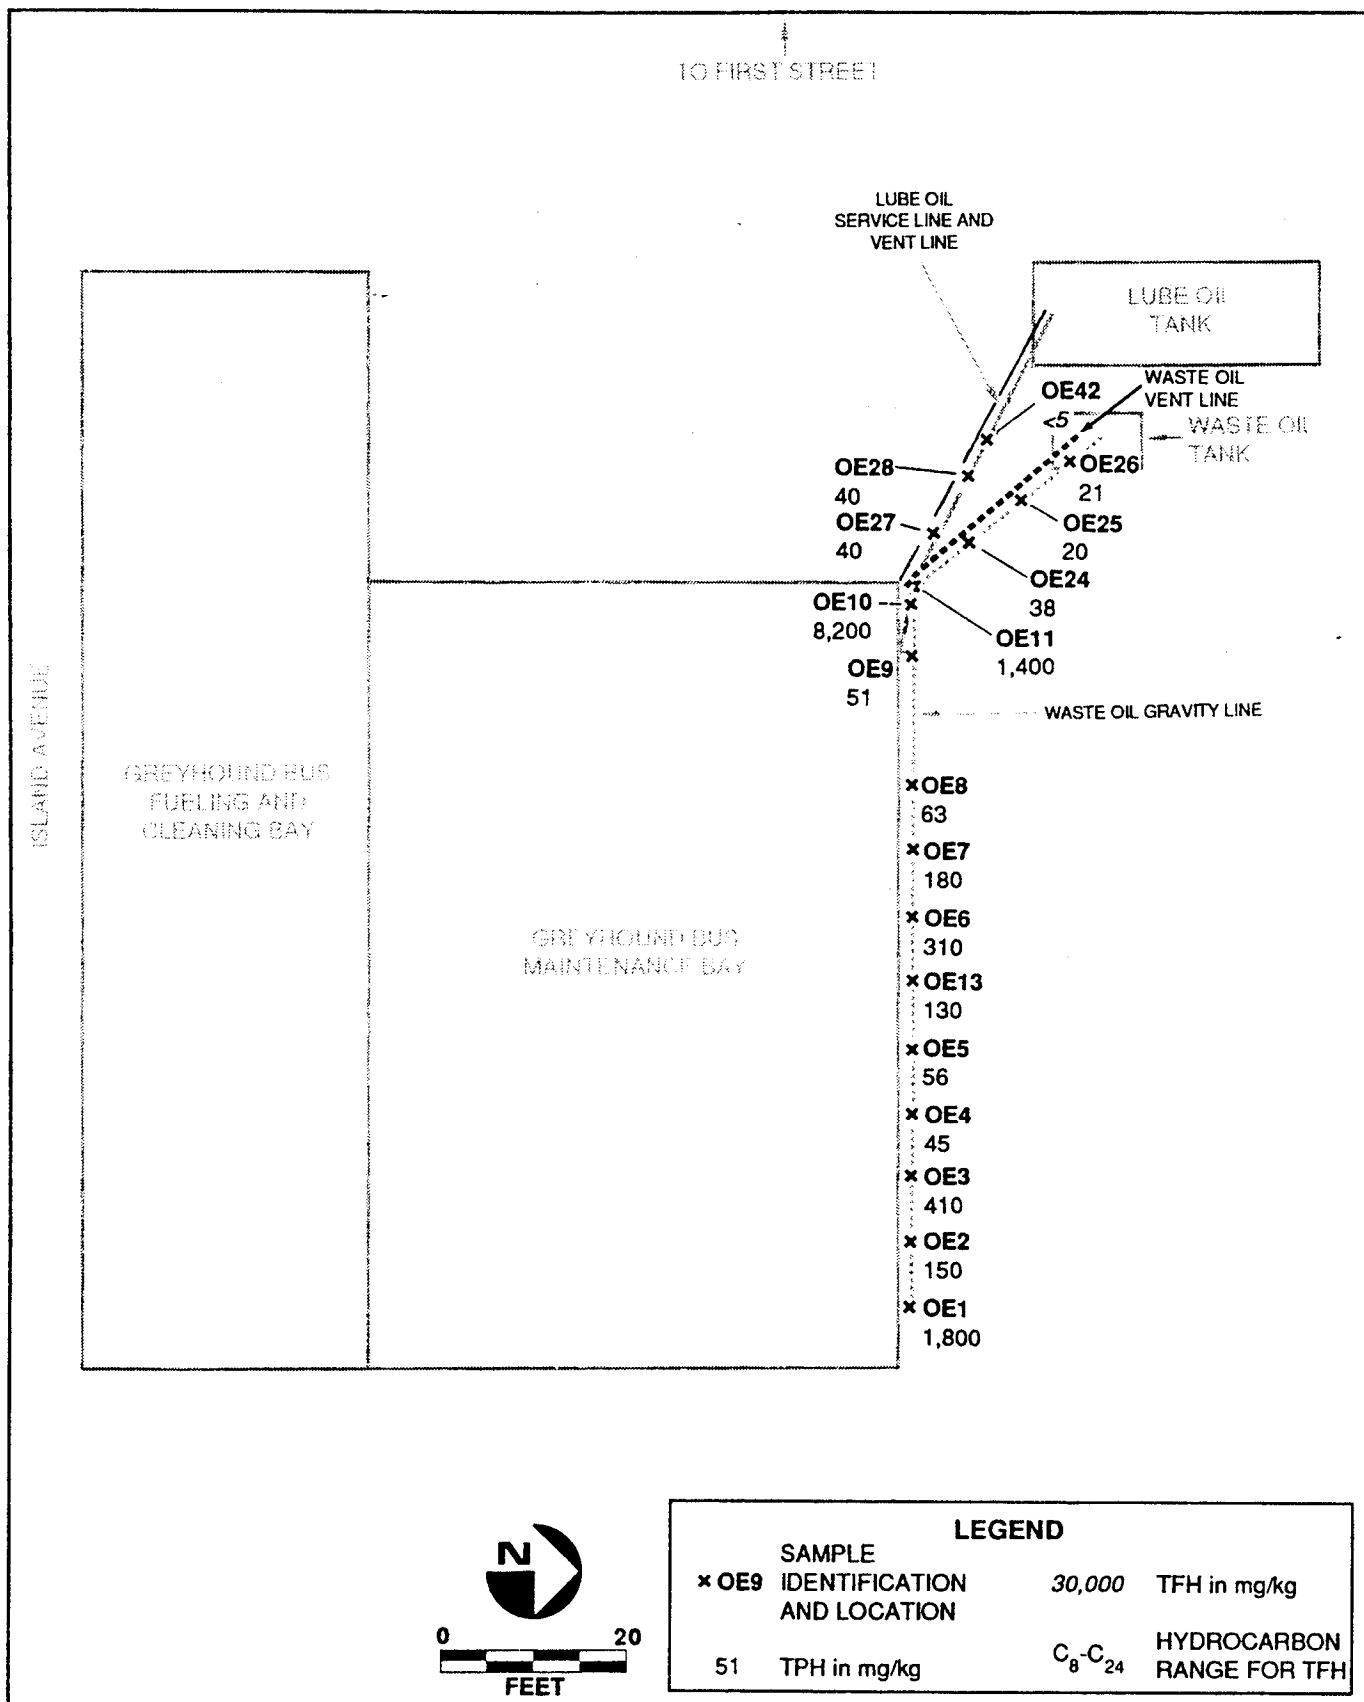 TO FIRST STREET
LUBE OIL
SERVICE LINE AND
VENT LINE
LUBE OIL
TANK
WASTE OIL
VENT LINE
OE42
<5
WASTE OIL
TANK
OE28
40
OE26
21
OE27
40
OE25
20
OE24
38
OE10
8,200
OE11
1,400
OE9
51
WASTE OIL GRAVITY LINE
ISLAND AVENUE
GREYHOUND BUS
FUELING AND
CLEANING BAY
OE8
63
OE7
180
GREYHOUND BUS
MAINTENANCE BAY
OE6
310
OE13
130
OE5
56
OE4
45
OE3
410
OE2
150
OE1
1,800
N
0 20
FEET
LEGEND
× OE9 SAMPLE
IDENTIFICATION
AND LOCATION
30,000 TFH in mg/kg
51 TPH in mg/kg
C8-C24 HYDROCARBON
RANGE FOR TFH